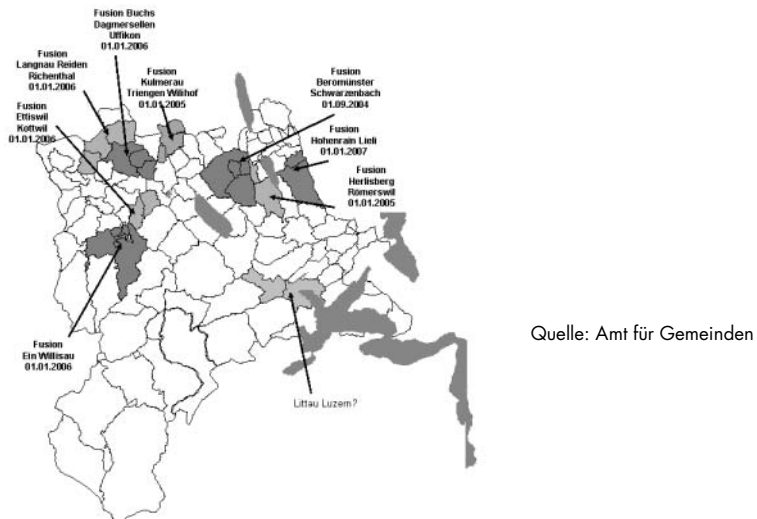 Fusion Buchs
Dagmersellen
Uffikon
01.01.2006
Fusion
Langnau Reiden
Richenthal
01.01.2006
Fusion
Kulmerau
Triengen Wilihof
01.01.2005
Fusion
Beromünster
Schwarzenbach
01.09.2004
Fusion
Ettiswil
Kottwil
01.01.2006
Fusion
Hohenrain Lieli
01.01.2007
Fusion
Herlisberg
Römerswil
01.01.2005
Fusion
Ein Willisau
01.01.2006
Littau Luzern?
Quelle: Amt für Gemeinden